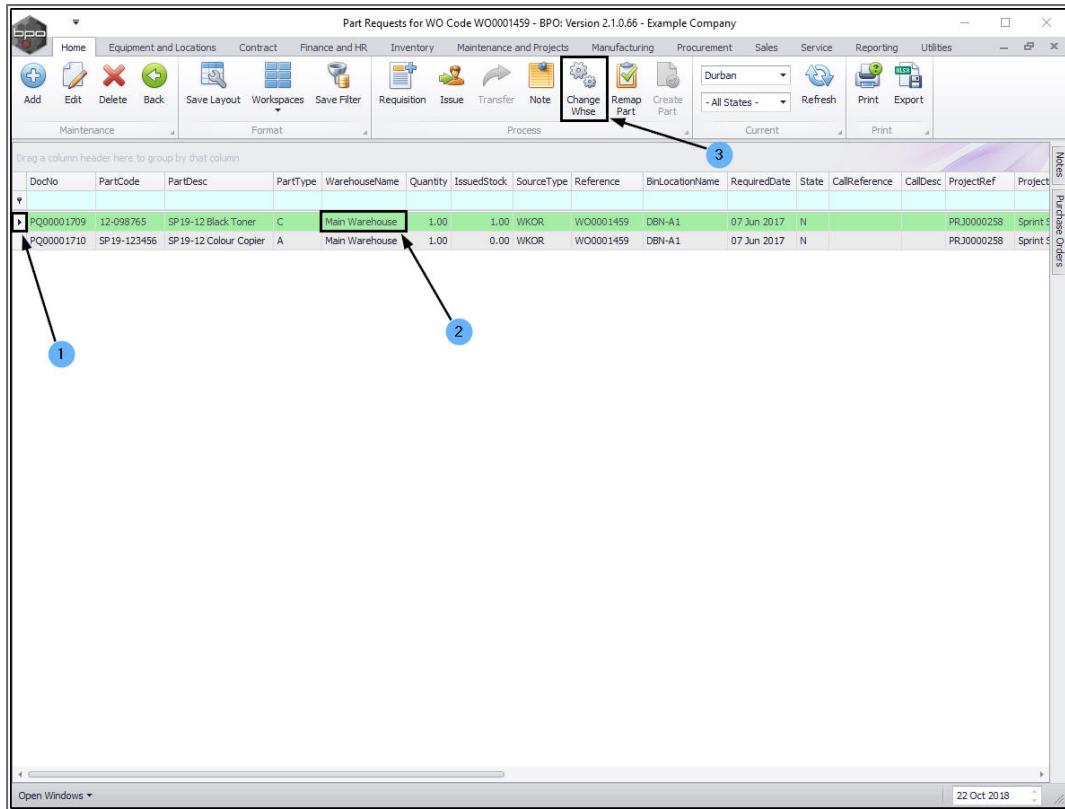 Part Requests for WO Code WO0001459 - BPO: Version 2.1.0.66 - Example Company
bpo
Home Equipment and Locations Contract Finance and HR Inventory Maintenance and Projects Manufacturing Procurement Sales Service Reporting Utilities
Add Edit Delete Back Save Layout Workspaces Save Filter Requisition Issue Transfer Note Change Whse Remap Part Create Part Durban - All States - Refresh Print Export
XLSX
Maintenance Format Process Current Print
3
Drag a column header here to group by that column
DocNo PartCode PartDesc PartType WarehouseName Quantity IssuedStock SourceType Reference BinLocationName RequiredDate State CallReference CallDesc ProjectRef Project
PQ00001709 12-098765 SP19-12 Black Toner C Main Warehouse 1.00 1.00 WKOR WO0001459 DBN-A1 07 Jun 2017 N PRJ0000258 Sprint S
PQ00001710 SP19-123456 SP19-12 Colour Copier A Main Warehouse 1.00 0.00 WKOR WO0001459 DBN-A1 07 Jun 2017 N PRJ0000258 Sprint S
Notes
Purchase Orders
2
1
Open Windows 22 Oct 2018